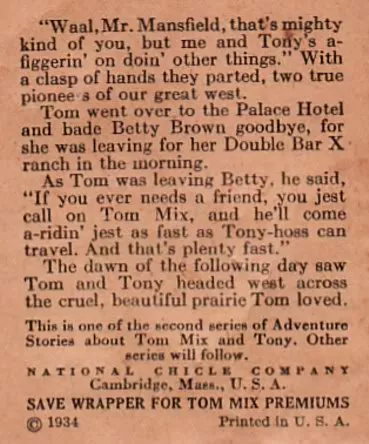 “Waal, Mr. Mansfield, that’s mighty
kind of you, but me and Tony’s a-
figgerin’ on doin’ other things.” With
a clasp of hands they parted, two true
pionee s of our great west.
Tom went over to the Palace Hotel
and bade Betty Brown goodbye, for
she was leaving for her Double Bar X
ranch in the morning.
As Tom was leaving Betty, he said,
“If you ever needs a friend, you jest
call on Tom Mix, and he’ll come
a-ridin’ jest as fast as Tony-hoss can
travel. And that’s plenty fast.”
The dawn of the following day saw
Tom and Tony headed west across
the cruel, beautiful prairie Tom loved.
This is one of the second series of Adventure
Stories about Tom Mix and Tony. Other
series will follow.
NATIONAL CHICLE COMPANY
Cambridge, Mass., U. S. A.
SAVE WRAPPER FOR TOM MIX PREMIUMS
© 1934 Printed in U. S. A.